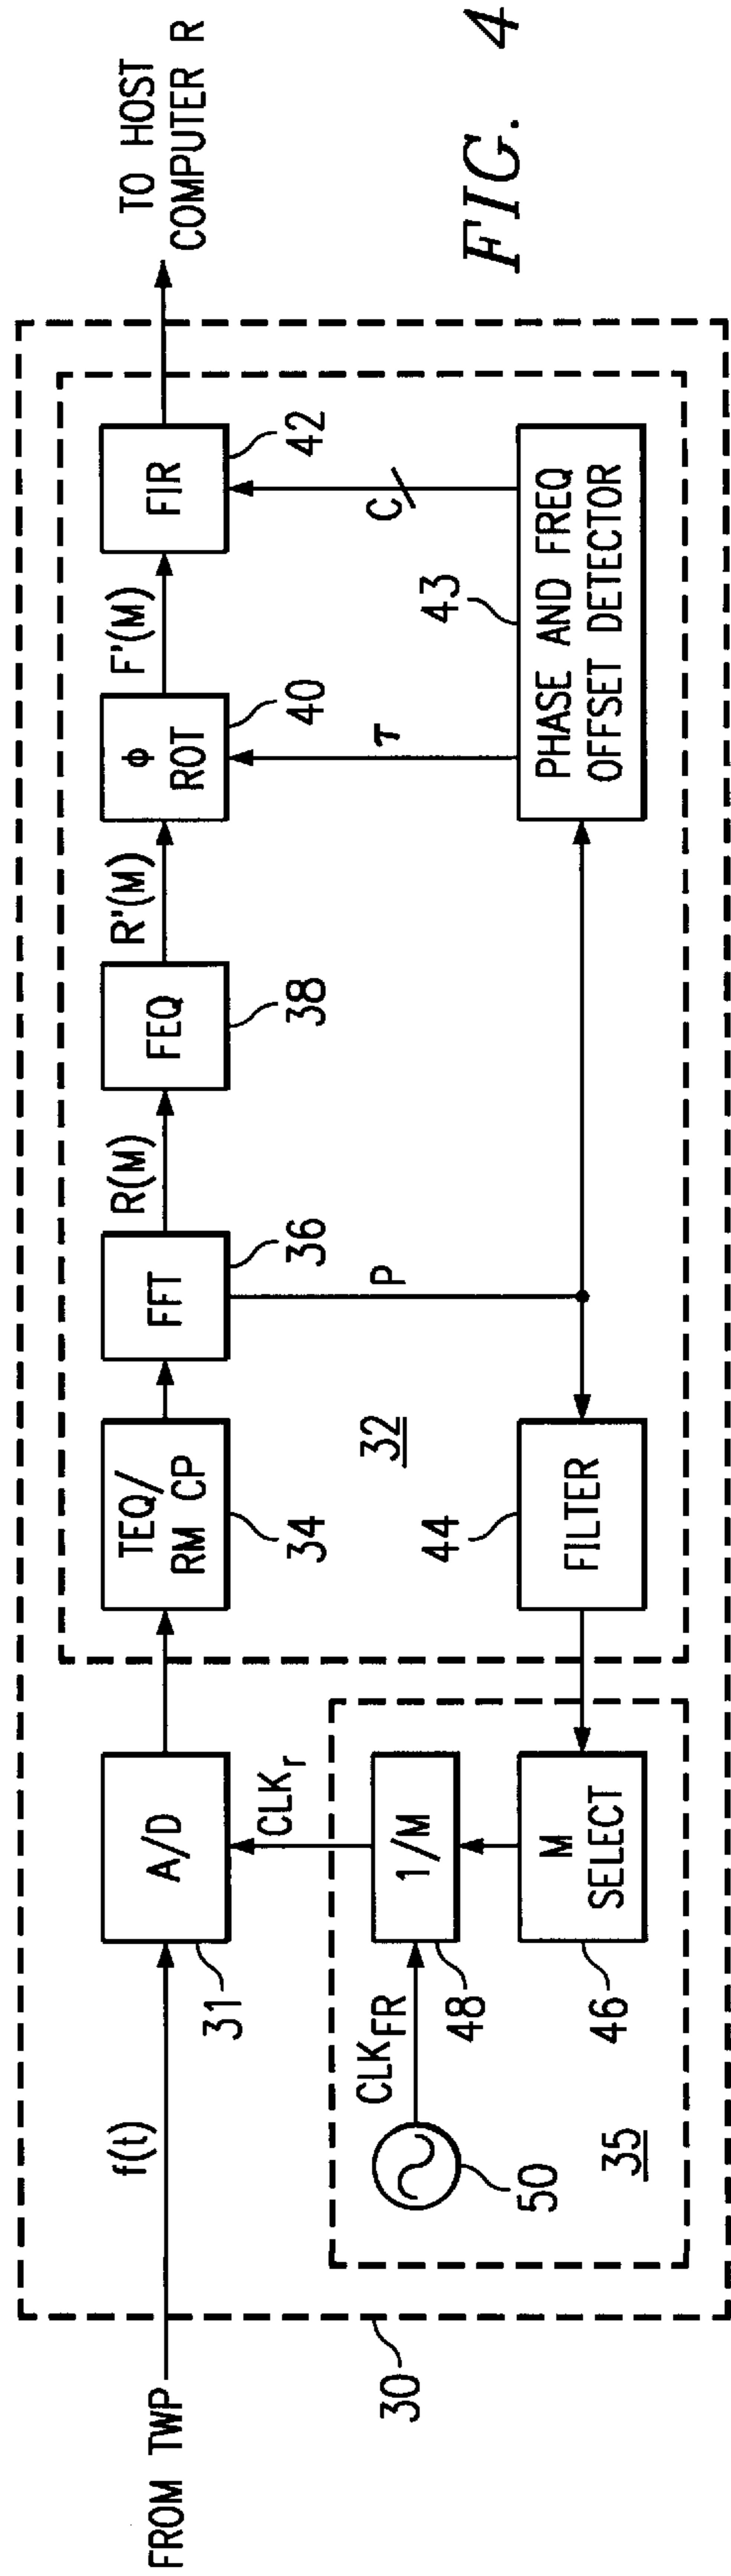 FROM TWP
f(t)
A/D
31
TEQ/
RM CP
34
FFT
36
R(M)
FEQ
38
R'(M)
ϕ
ROT
40
F'(M)
FIR
42
TO HOST
COMPUTER R
CLKr
P
τ
C
32
1/M
48
CLKFR
50
35
M
SELECT
46
FILTER
44
PHASE AND FREQ
OFFSET DETECTOR
43
30
FIG. 4